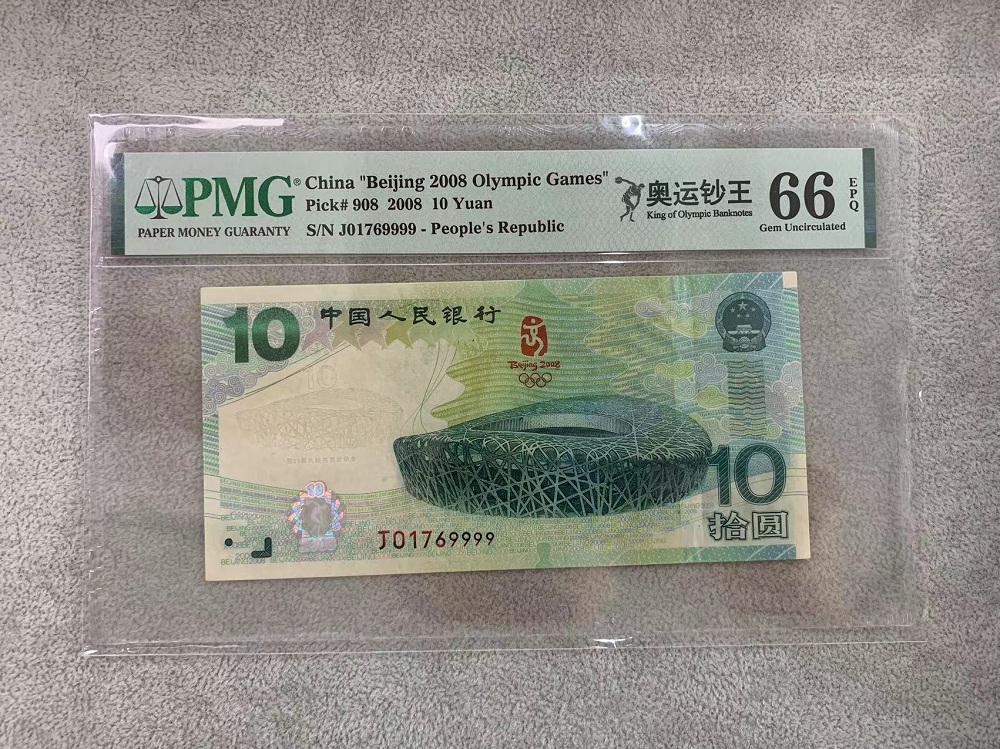 PMG®
PAPER MONEY GUARANTY
China "Beijing 2008 Olympic Games"
Pick# 908 2008 10 Yuan
S/N J01769999 - People's Republic
奥运钞王
King of Olympic Banknotes
66
EPQ
Gem Uncirculated
10
中国人民银行
Beijing 2008
10
10
拾圆
J01769999
BEIJING2008